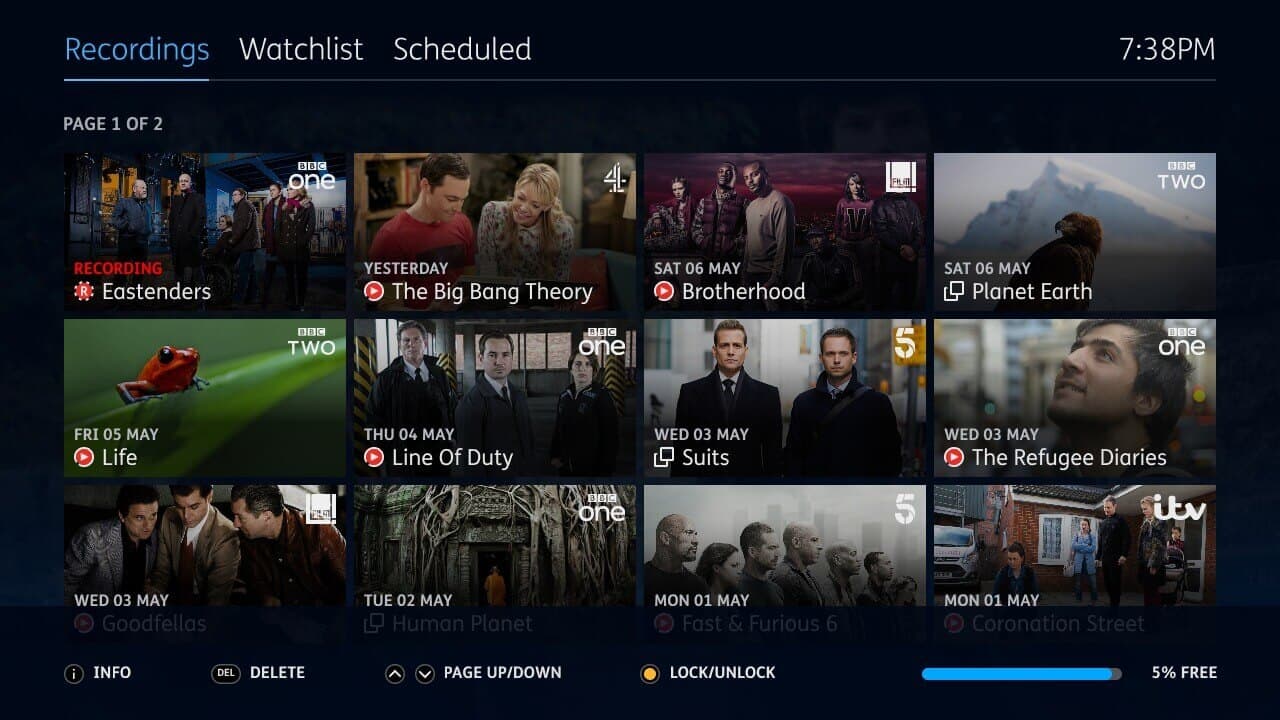 Recordings Watchlist Scheduled 7:38PM
PAGE 1 OF 2
BBC one
RECORDING
R Eastenders
4
YESTERDAY
The Big Bang Theory
FILM4
SAT 06 MAY
Brotherhood
BBC TWO
SAT 06 MAY
Planet Earth
BBC TWO
FRI 05 MAY
Life
BBC one
THU 04 MAY
Line Of Duty
5
WED 03 MAY
Suits
BBC one
WED 03 MAY
The Refugee Diaries
FILM4
WED 03 MAY
Goodfellas
BBC one
TUE 02 MAY
Human Planet
5
MON 01 MAY
Fast & Furious 6
itv
MON 01 MAY
Coronation Street
i INFO DEL DELETE PAGE UP/DOWN LOCK/UNLOCK 5% FREE